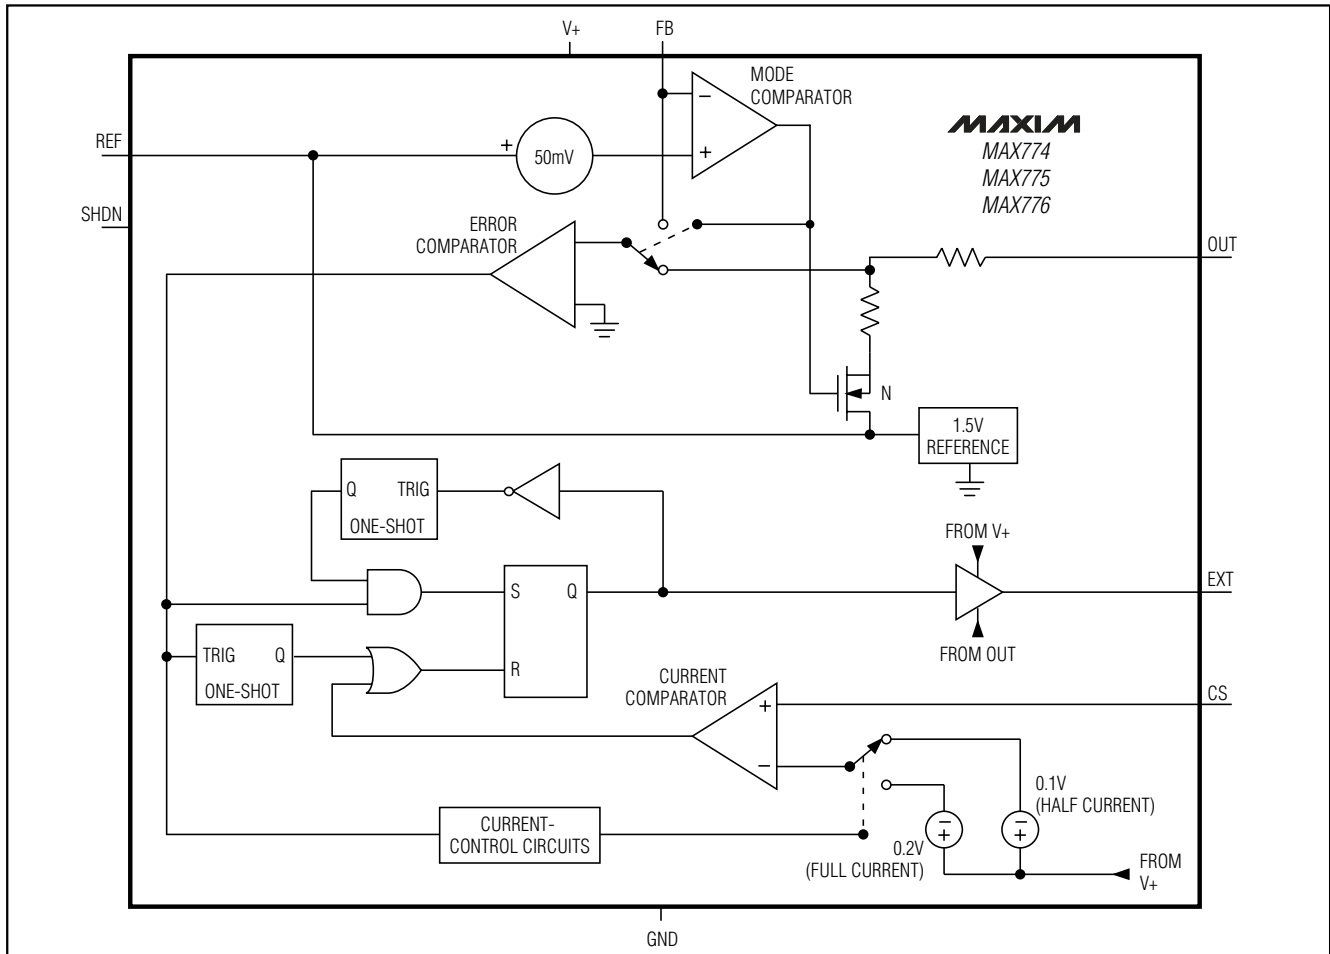 V+
FB
MODE
COMPARATOR
MAXIM
MAX774
MAX775
MAX776
REF
+
50mV
−
+
SHDN
ERROR
COMPARATOR
OUT
N
1.5V
REFERENCE
Q TRIG
ONE-SHOT
FROM V+
S Q
EXT
FROM OUT
TRIG Q
ONE-SHOT
R
CURRENT
COMPARATOR
+
−
CS
0.1V
(HALF CURRENT)
−
+
−
+
CURRENT-
CONTROL CIRCUITS
0.2V
(FULL CURRENT)
FROM
V+
GND